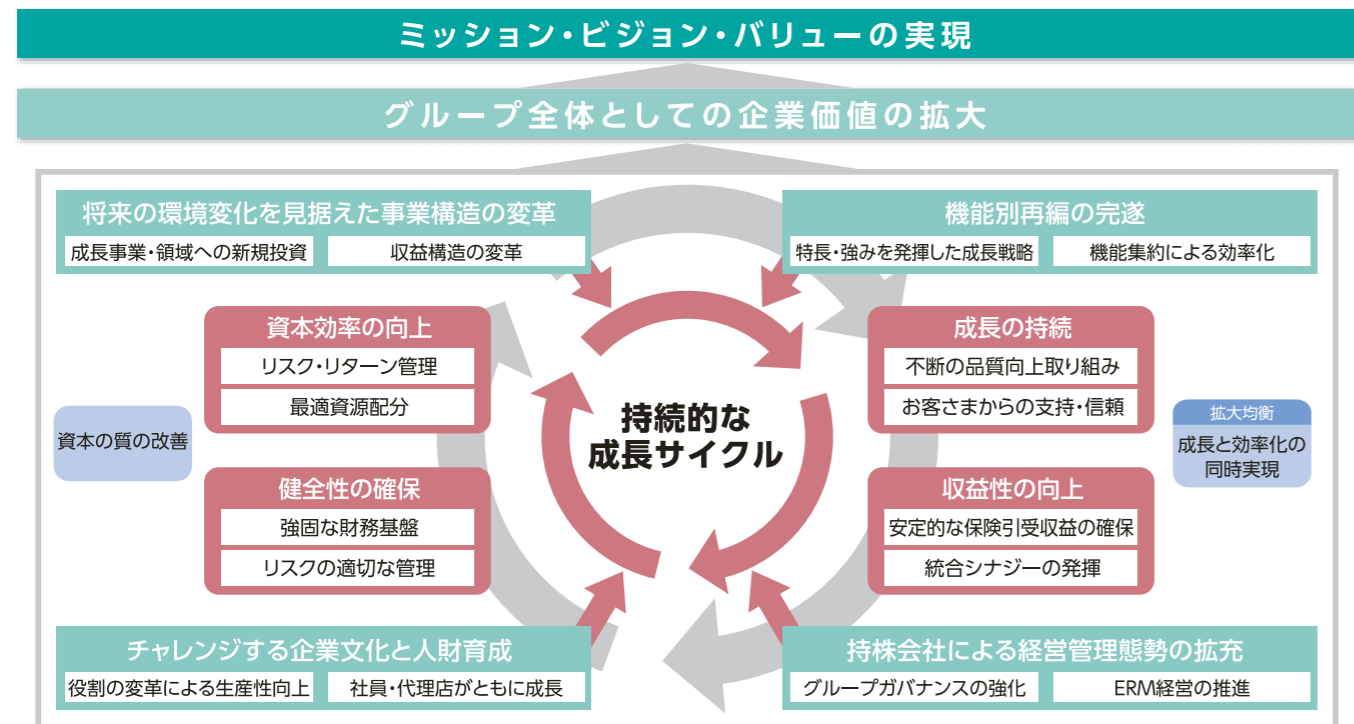 ミッション・ビジョン・バリューの実現
グループ全体としての企業価値の拡大
将来の環境変化を見据えた事業構造の変革
成長事業・領域への新規投資
収益構造の変革
機能別再編の完遂
特長・強みを発揮した成長戦略
機能集約による効率化
資本効率の向上
リスク・リターン管理
最適資源配分
成長の持続
不断の品質向上取り組み
お客さまからの支持・信頼
持続的な
成長サイクル
資本の質の改善
拡大均衡
成長と効率化の
同時実現
健全性の確保
強固な財務基盤
リスクの適切な管理
収益性の向上
安定的な保険引受収益の確保
統合シナジーの発揮
チャレンジする企業文化と人財育成
役割の変革による生産性向上
社員・代理店がともに成長
持株会社による経営管理態勢の拡充
グループガバナンスの強化
ERM経営の推進